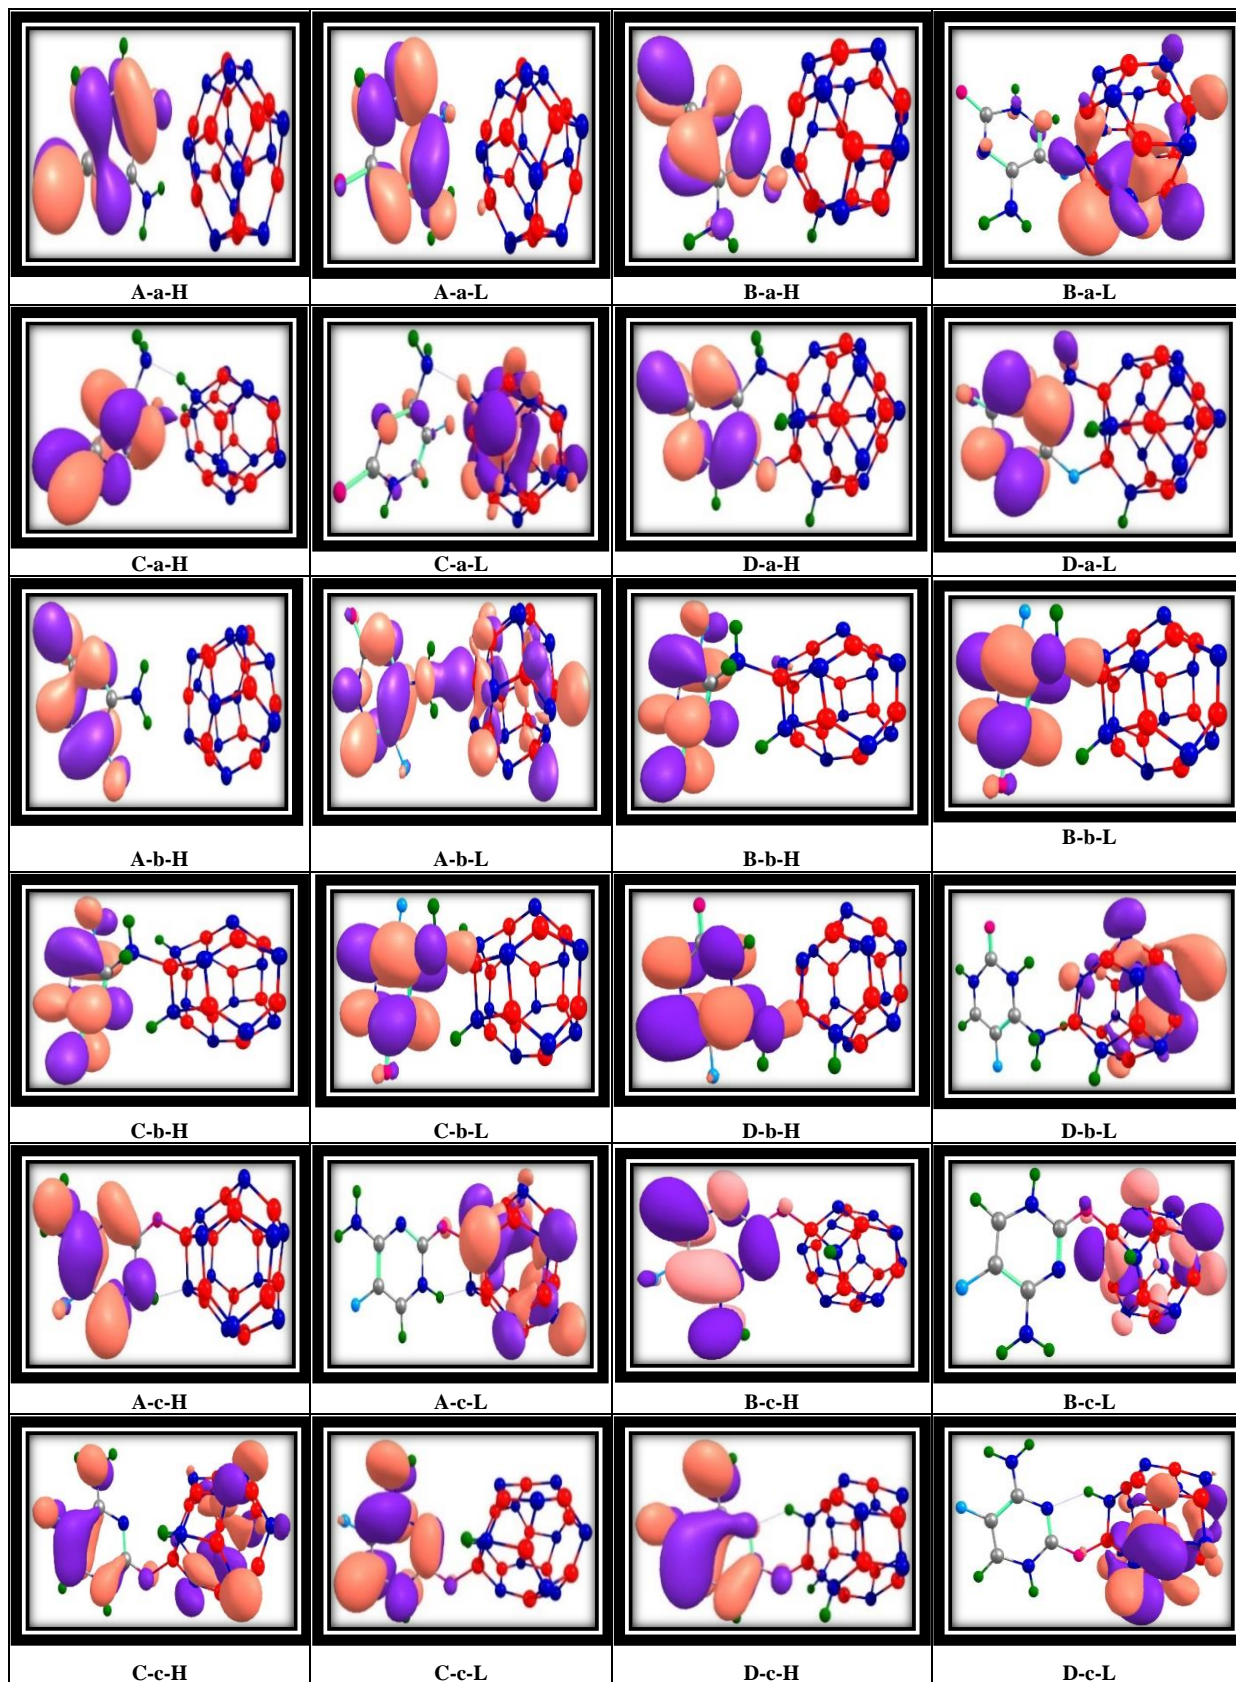 A-a-H A-a-L B-a-H B-a-L
C-a-H C-a-L D-a-H D-a-L
A-b-H A-b-L B-b-H B-b-L
C-b-H C-b-L D-b-H D-b-L
A-c-H A-c-L B-c-H B-c-L
C-c-H C-c-L D-c-H D-c-L